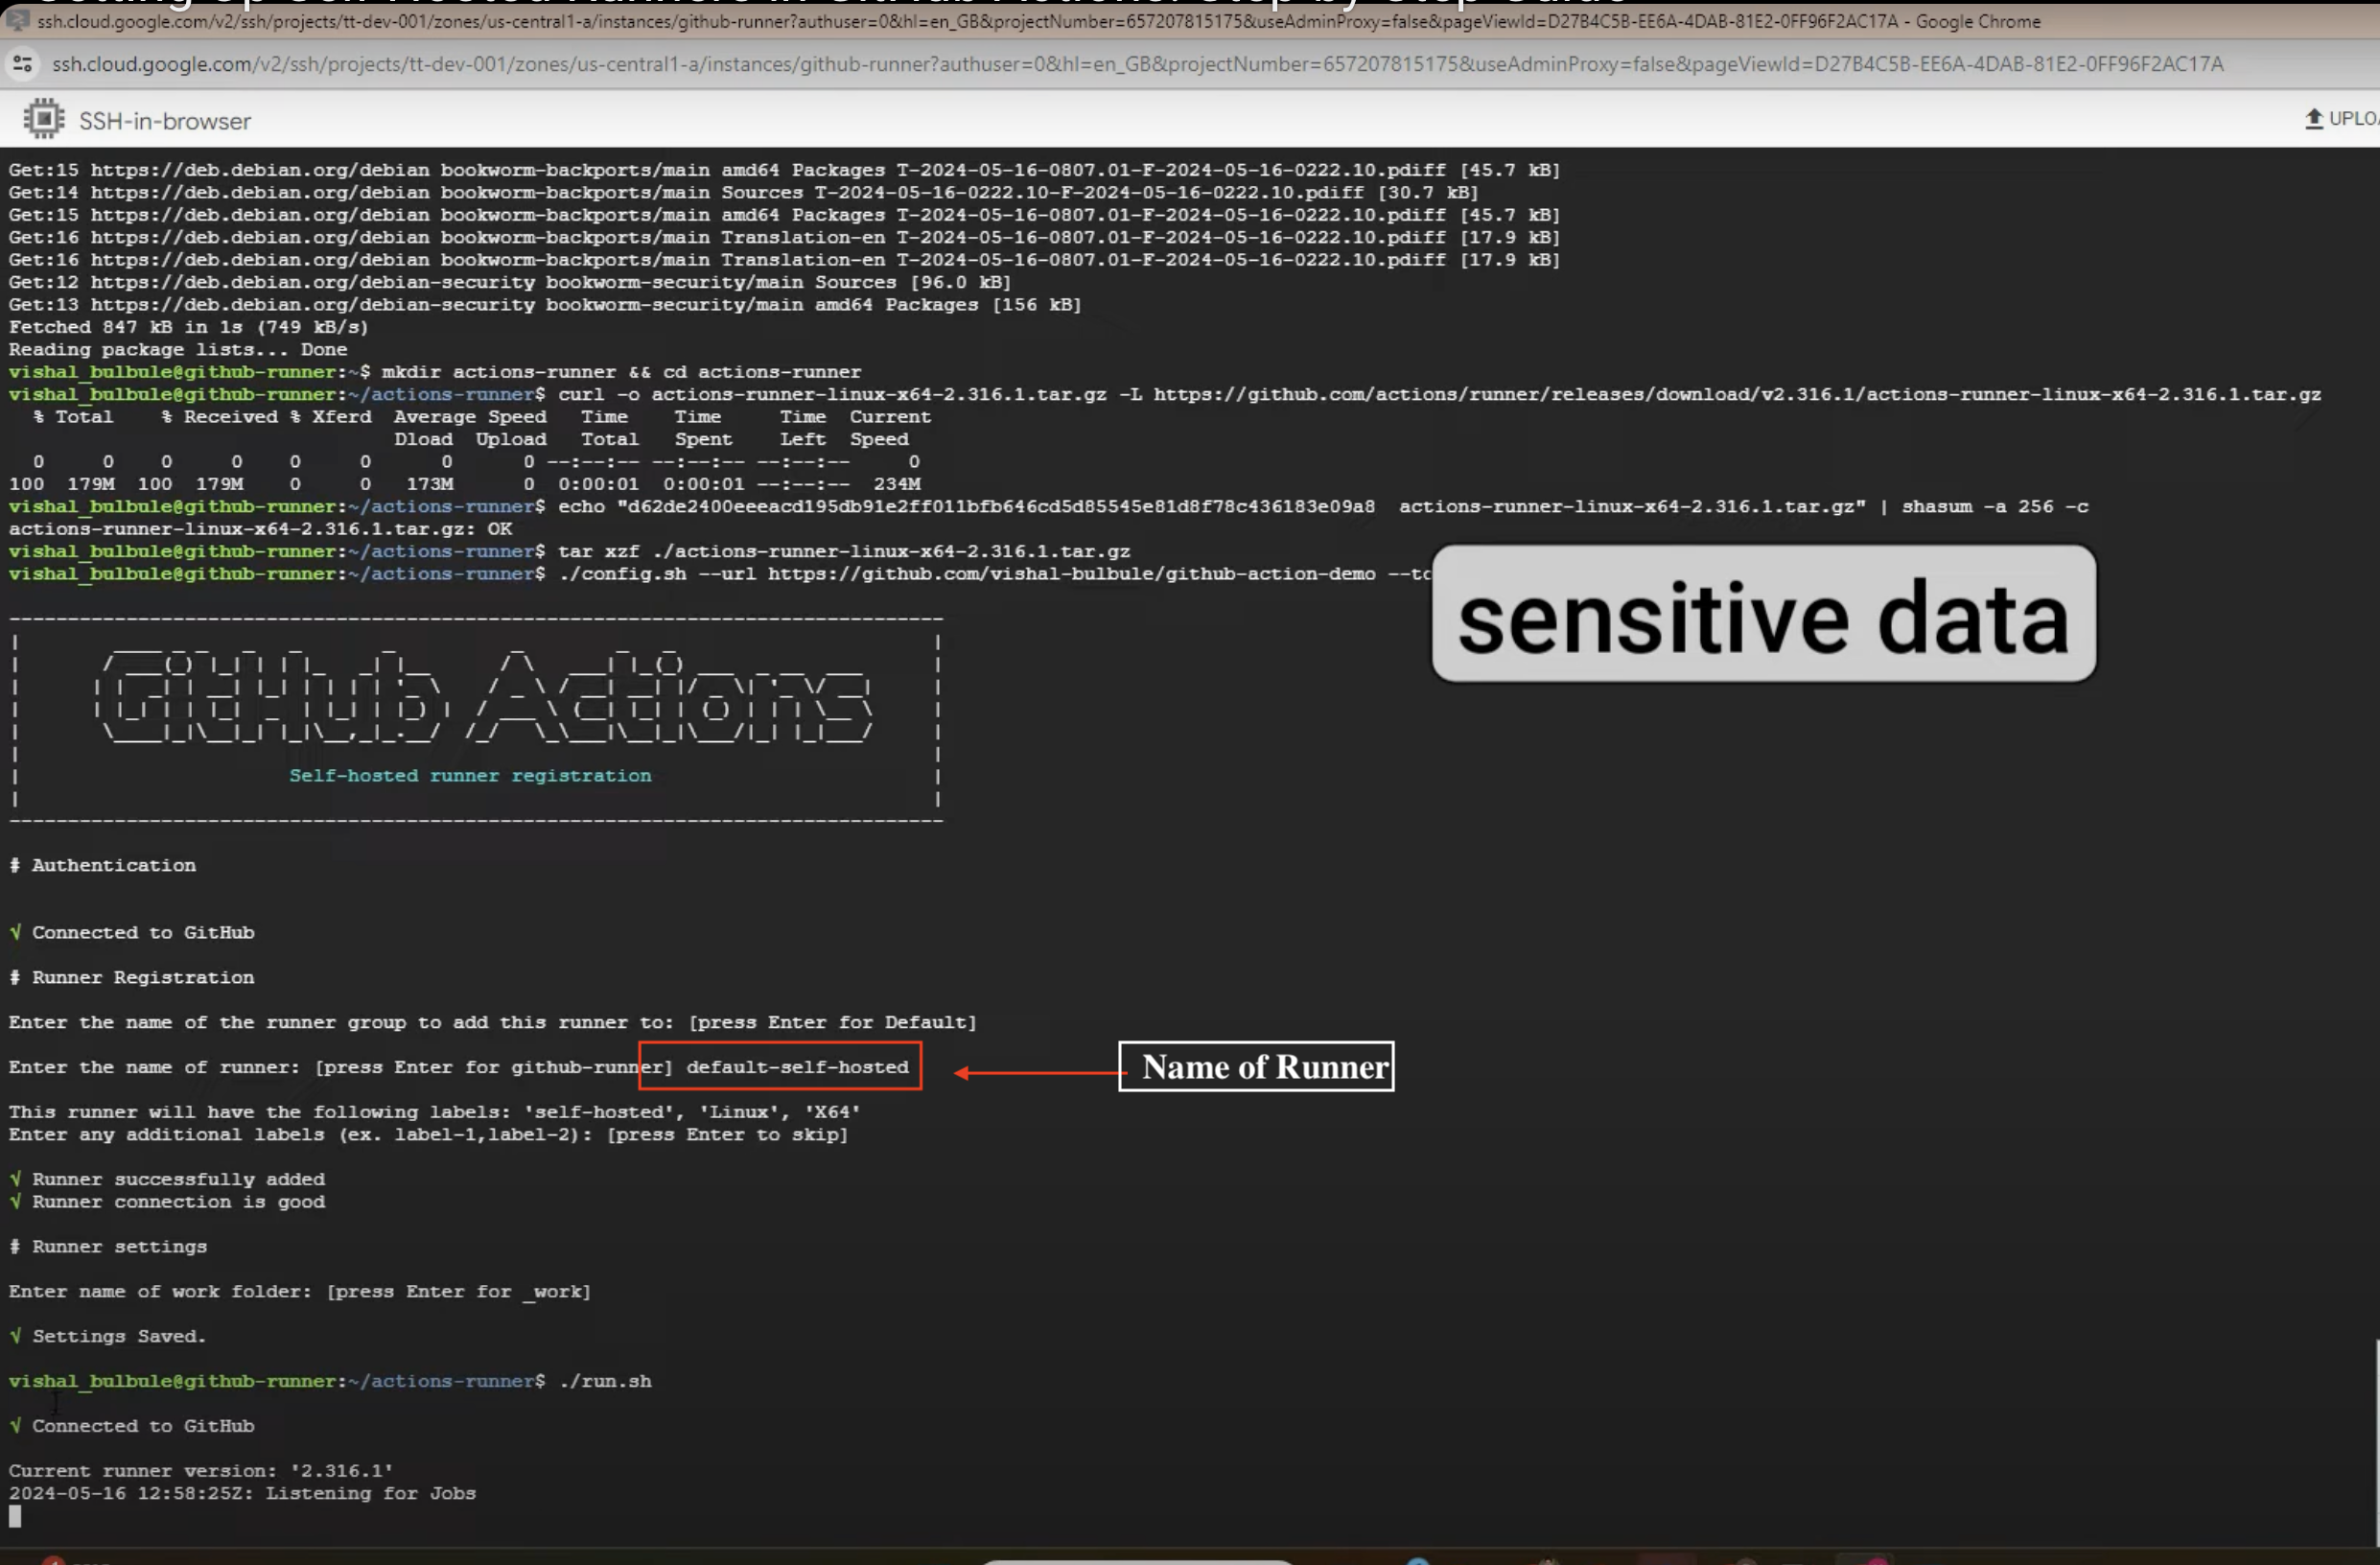 Setting Up Self-Hosted Runners in GitHub Actions: Step-by-Step Guide
ssh.cloud.google.com/v2/ssh/projects/tt-dev-001/zones/us-central1-a/instances/github-runner?authuser=0&hl=en_GB&projectNumber=657207815175&useAdminProxy=false&pageViewId=D27B4C5B-EE6A-4DAB-81E2-0FF96F2AC17A - Google Chrome
ssh.cloud.google.com/v2/ssh/projects/tt-dev-001/zones/us-central1-a/instances/github-runner?authuser=0&hl=en_GB&projectNumber=657207815175&useAdminProxy=false&pageViewId=D27B4C5B-EE6A-4DAB-81E2-0FF96F2AC17A
SSH-in-browser
UPLOA
Get:15 https://deb.debian.org/debian bookworm-backports/main amd64 Packages T-2024-05-16-0807.01-F-2024-05-16-0222.10.pdiff [45.7 kB]
Get:14 https://deb.debian.org/debian bookworm-backports/main Sources T-2024-05-16-0222.10-F-2024-05-16-0222.10.pdiff [30.7 kB]
Get:15 https://deb.debian.org/debian bookworm-backports/main amd64 Packages T-2024-05-16-0807.01-F-2024-05-16-0222.10.pdiff [45.7 kB]
Get:16 https://deb.debian.org/debian bookworm-backports/main Translation-en T-2024-05-16-0807.01-F-2024-05-16-0222.10.pdiff [17.9 kB]
Get:16 https://deb.debian.org/debian bookworm-backports/main Translation-en T-2024-05-16-0807.01-F-2024-05-16-0222.10.pdiff [17.9 kB]
Get:12 https://deb.debian.org/debian-security bookworm-security/main Sources [96.0 kB]
Get:13 https://deb.debian.org/debian-security bookworm-security/main amd64 Packages [156 kB]
Fetched 847 kB in 1s (749 kB/s)
Reading package lists... Done
vishal_bulbule@github-runner:~$ mkdir actions-runner && cd actions-runner
vishal_bulbule@github-runner:~/actions-runner$ curl -o actions-runner-linux-x64-2.316.1.tar.gz -L https://github.com/actions/runner/releases/download/v2.316.1/actions-runner-linux-x64-2.316.1.tar.gz
% Total % Received % Xferd Average Speed Time Time Time Current
Dload Upload Total Spent Left Speed
0 0 0 0 0 0 0 0 --:--:-- --:--:-- --:--:-- 0
100 179M 100 179M 0 0 173M 0 0:00:01 0:00:01 --:--:-- 234M
vishal_bulbule@github-runner:~/actions-runner$ echo "d62de2400eeeacd195db91e2ff011bfb646cd5d85545e81d8f78c436183e09a8 actions-runner-linux-x64-2.316.1.tar.gz" | shasum -a 256 -c
actions-runner-linux-x64-2.316.1.tar.gz: OK
vishal_bulbule@github-runner:~/actions-runner$ tar xzf ./actions-runner-linux-x64-2.316.1.tar.gz
vishal_bulbule@github-runner:~/actions-runner$ ./config.sh --url https://github.com/vishal-bulbule/github-action-demo --to
sensitive data
GitHub Actions
Self-hosted runner registration
# Authentication
√ Connected to GitHub
# Runner Registration
Enter the name of the runner group to add this runner to: [press Enter for Default]
Enter the name of runner: [press Enter for github-runner] default-self-hosted
Name of Runner
This runner will have the following labels: 'self-hosted', 'Linux', 'X64'
Enter any additional labels (ex. label-1,label-2): [press Enter to skip]
√ Runner successfully added
√ Runner connection is good
# Runner settings
Enter name of work folder: [press Enter for _work]
√ Settings Saved.
vishal_bulbule@github-runner:~/actions-runner$ ./run.sh
√ Connected to GitHub
Current runner version: '2.316.1'
2024-05-16 12:58:25Z: Listening for Jobs